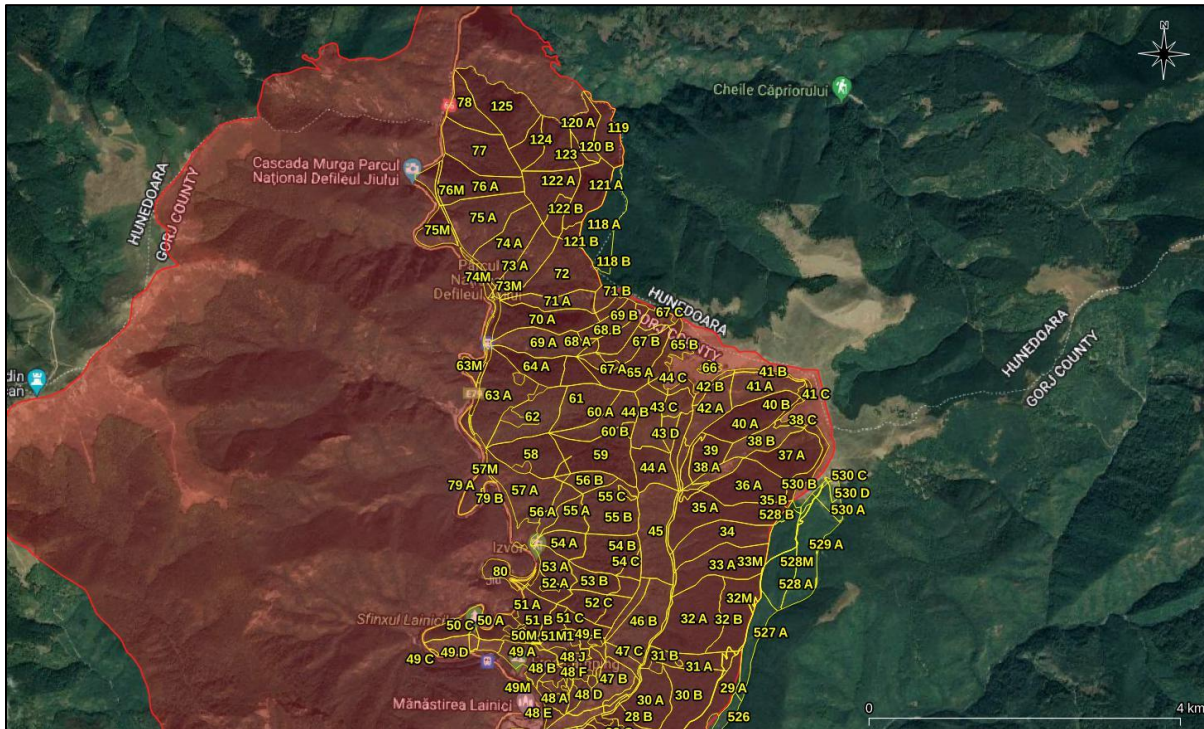 N
Cheile Căpriorului
78
125
120 A
119
124
123
120 B
77
Cascada Murga Parcul
Național Defileul Jiului
76M
76 A
122 A
121 A
HUNEDOARA
GORJ COUNTY
75 A
122 B
118 A
75M
74 A
121 B
73 A
118 B
Parcul
Național
Defileul Jiului
74M
73M
72
71 B
71 A
HUNEDOARA
GORJ COUNTY
70 A
69 B
67 C
68 B
69 A
68 A
67 B
65 B
HUNEDOARA
GORJ COUNTY
63M
64 A
67 A
65 A
44 C
66
41 B
42 B
41 A
41 C
63 A
61
60 A
44 B
43 C
42 A
40 B
62
40 A
38 C
60 B
43 D
38 B
58
59
39
37 A
57M
44 A
38 A
79 A
79 B
57 A
56 B
36 A
530 B
530 C
55 C
35 B
530 D
56 A
55 A
55 B
35 A
528 B
530 A
45
34
54 A
54 B
529 A
54 C
33 A
33M
528M
80
53 A
52 A
53 B
528 A
51 A
52 C
32M
Sfinxul Lainici
50 C
50 A
51 B
51 C
46 B
32 A
32 B
527 A
50M
51M1
49 E
49 C
49 D
49 A
48 J
47 C
31 B
48 B
48 F
31 A
47 B
49M
48 A
48 D
30 A
30 B
29 A
Mănăstirea Lainici
48 E
28 B
526
0
4 km